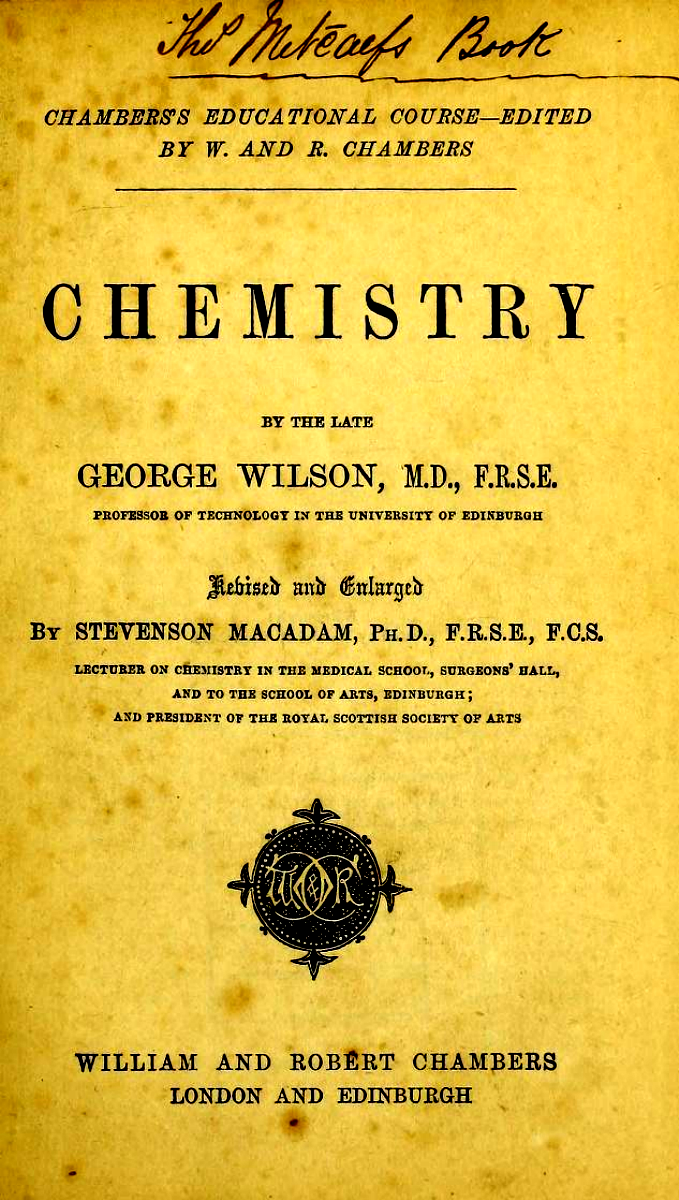 Thos Metcalfs Book
CHAMBERS'S EDUCATIONAL COURSE—EDITED
BY W. AND R. CHAMBERS
CHEMISTRY
BY THE LATE
GEORGE WILSON, M.D., F.R.S.E.
PROFESSOR OF TECHNOLOGY IN THE UNIVERSITY OF EDINBURGH
Revised and Enlarged
BY STEVENSON MACADAM, PH.D., F.R.S.E., F.C.S.
LECTURER ON CHEMISTRY IN THE MEDICAL SCHOOL, SURGEONS' HALL,
AND TO THE SCHOOL OF ARTS, EDINBURGH;
AND PRESIDENT OF THE ROYAL SCOTTISH SOCIETY OF ARTS
W & R
WILLIAM AND ROBERT CHAMBERS
LONDON AND EDINBURGH